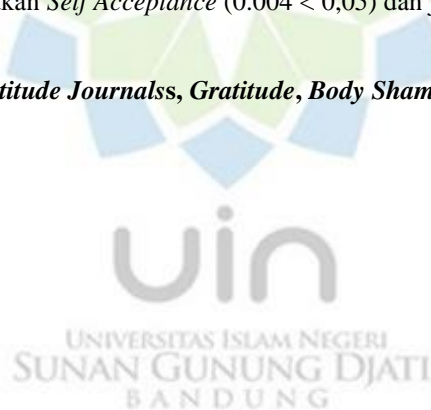 akan Self Acceptance (0.004 < 0,05) dan
titude Journalss, Gratitude, Body Sham
uin
UNIVERSITAS ISLAM NEGERI
SUNAN GUNUNG DJATI
BANDUNG